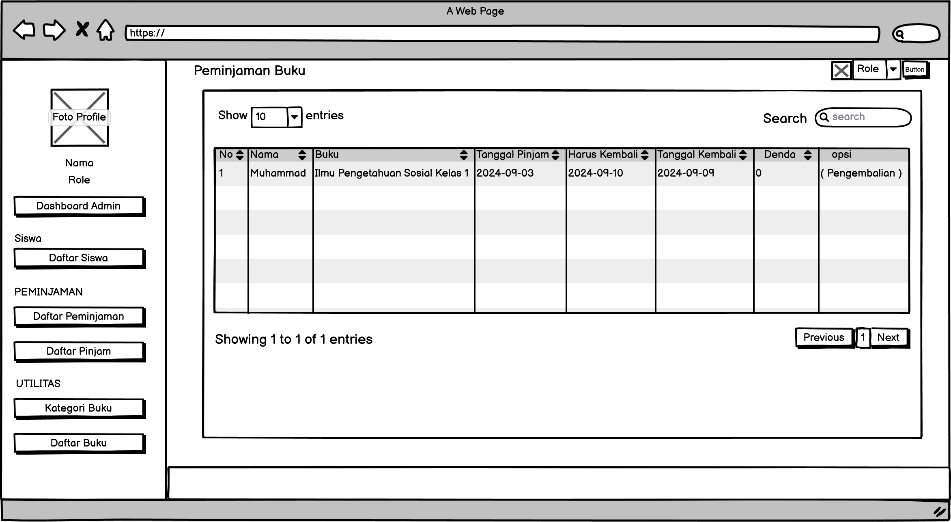 A Web Page
https://
Foto Profile
Nama
Role
Dashboard Admin
Siswa
Daftar Siswa
PEMINJAMAN
Daftar Peminjaman
Daftar Pinjam
UTILITAS
Kategori Buku
Daftar Buku
Peminjaman Buku
Role Button
Show 10 entries
Search search
No Nama Buku Tanggal Pinjam Harus Kembali Tanggal Kembali Denda opsi
1 Muhammad Ilmu Pengetahuan Sosial Kelas 1 2024-09-03 2024-09-10 2024-09-09 0 ( Pengembalian )
Showing 1 to 1 of 1 entries
Previous 1 Next